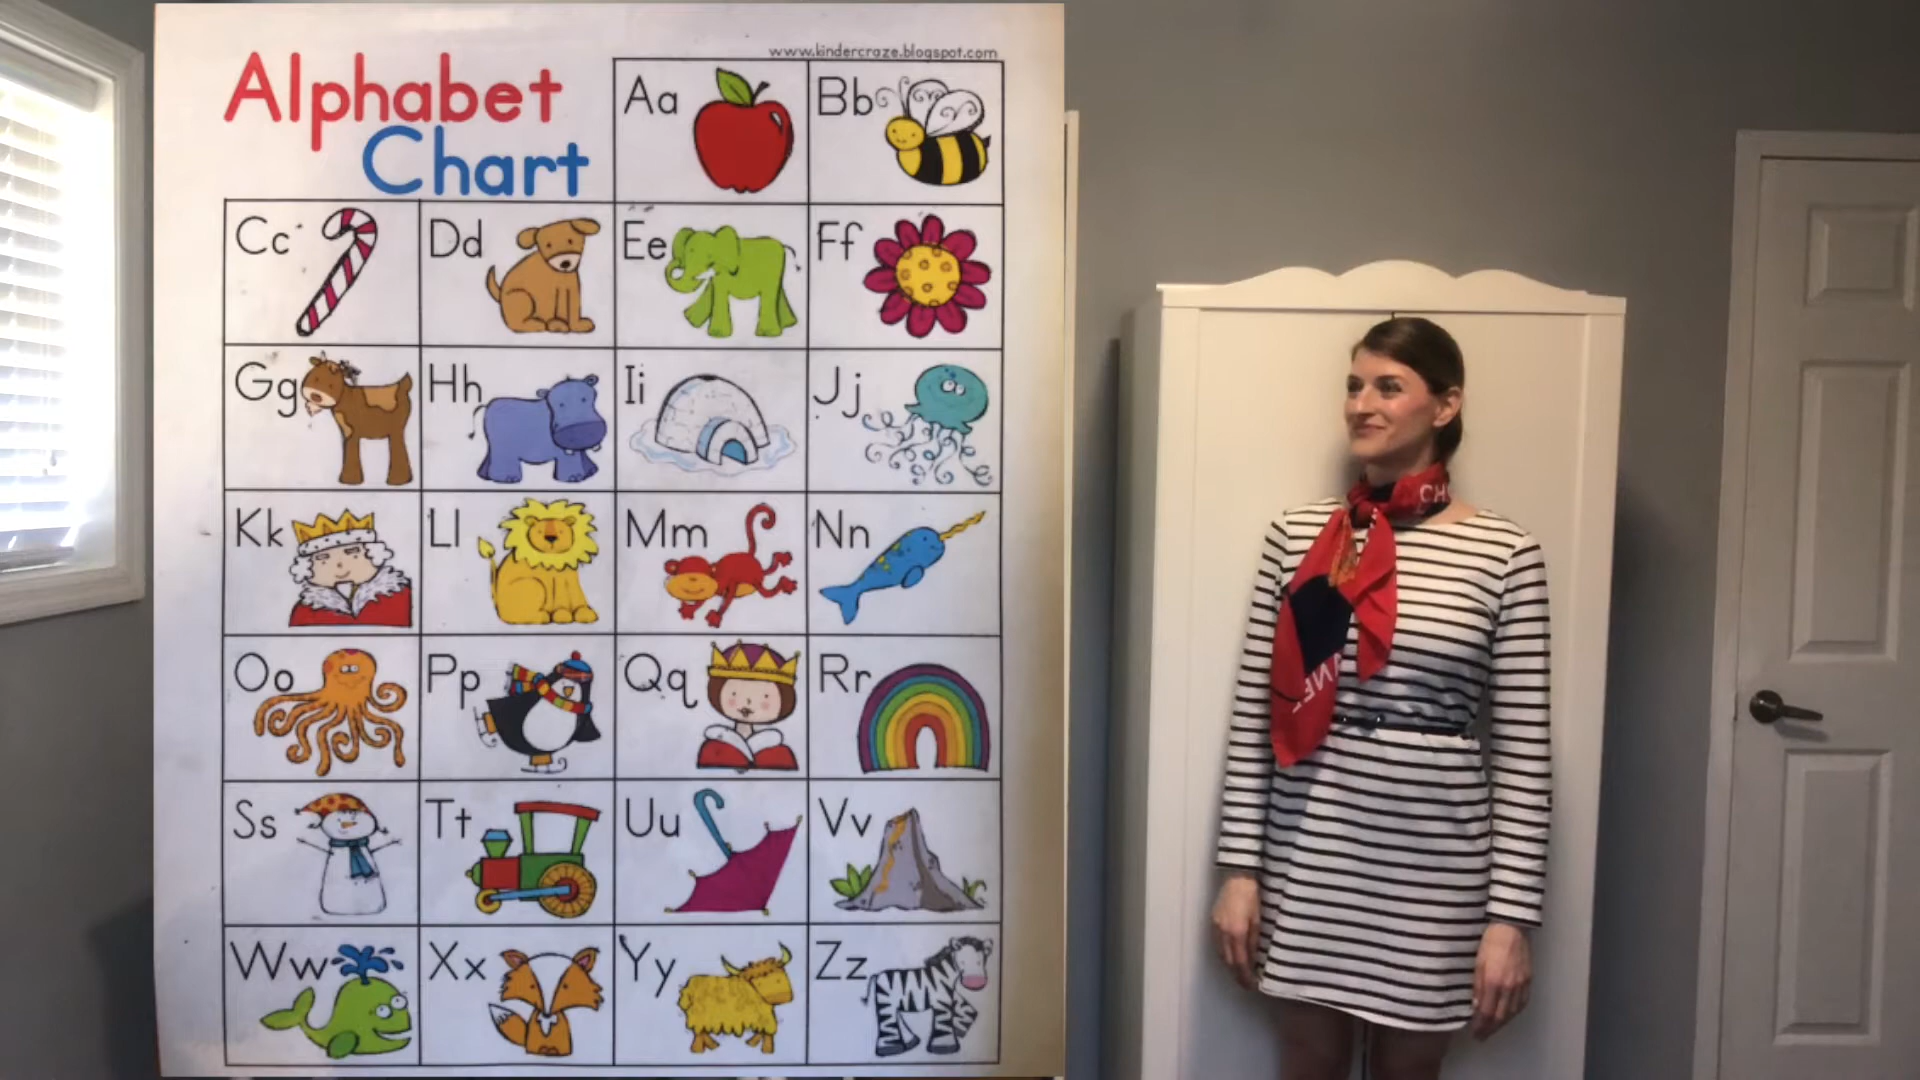 www.kindercraze.blogspot.com
Alphabet
Chart
Aa
Bb
Cc
Dd
Ee
Ff
Gg
Hh
Ii
Jj
Kk
Ll
Mm
Nn
Oo
Pp
Qq
Rr
Ss
Tt
Uu
Vv
Ww
Xx
Yy
Zz